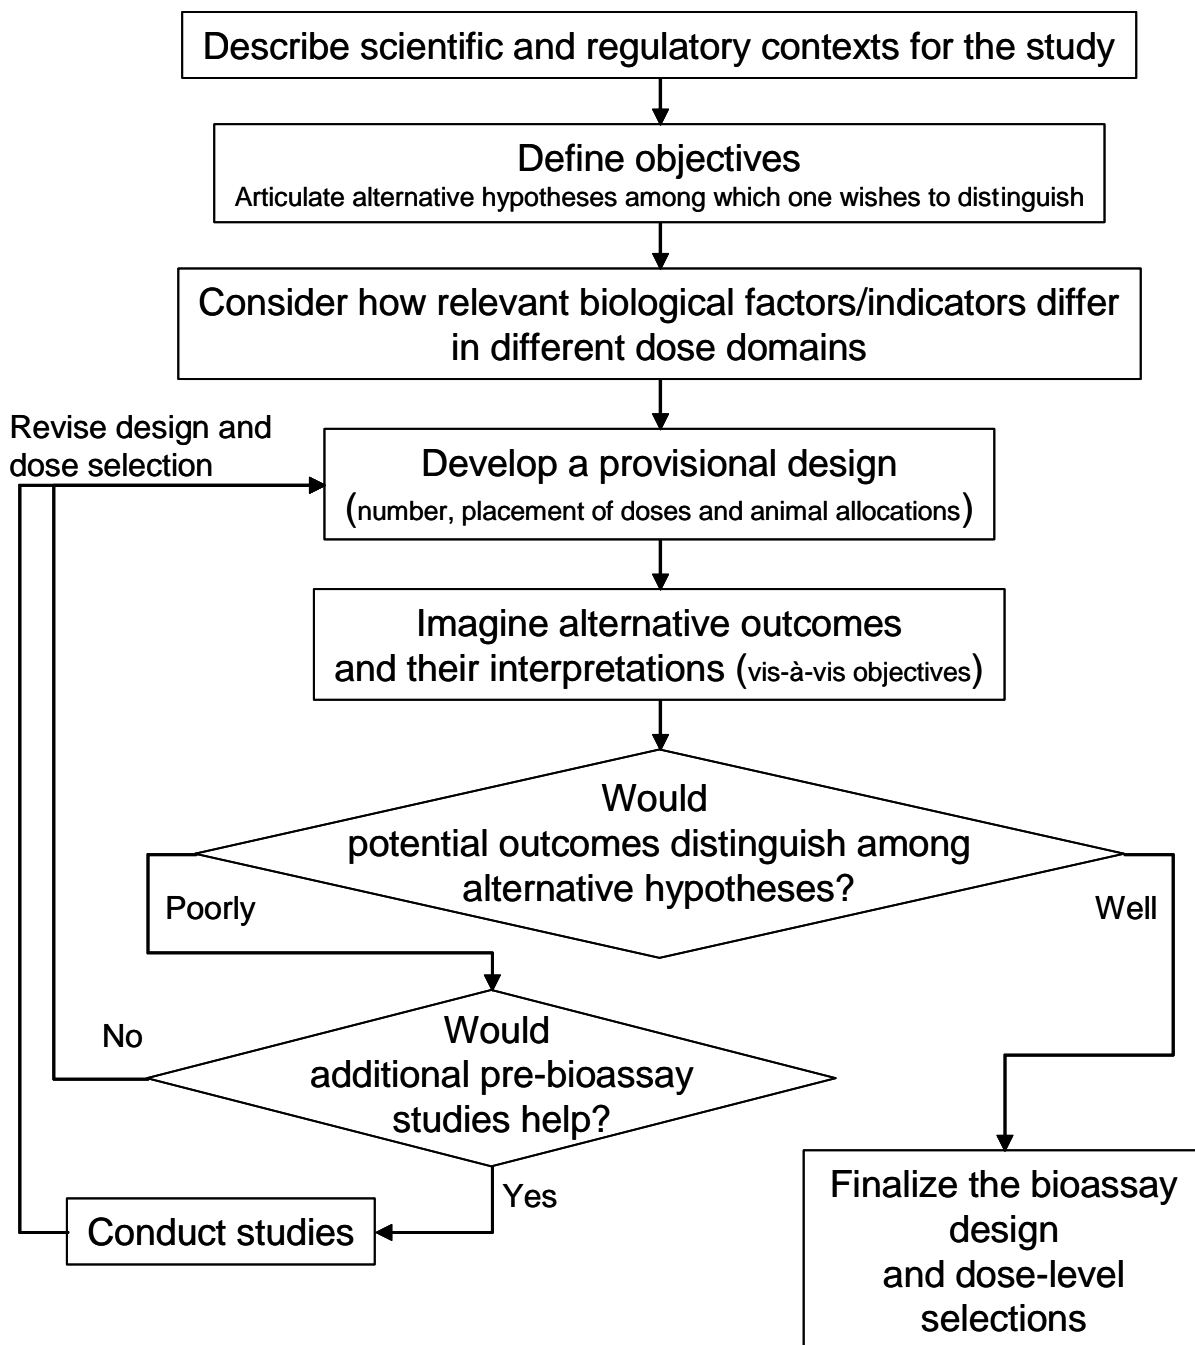 Describe scientific and regulatory contexts for the study
Define objectives
Articulate alternative hypotheses among which one wishes to distinguish
Consider how relevant biological factors/indicators differ
in different dose domains
Revise design and
dose selection
Develop a provisional design
(number, placement of doses and animal allocations)
Imagine alternative outcomes
and their interpretations (vis-à-vis objectives)
Would
potential outcomes distinguish among
alternative hypotheses?
Poorly
Well
No
Would
additional pre-bioassay
studies help?
Yes
Conduct studies
Finalize the bioassay
design
and dose-level
selections